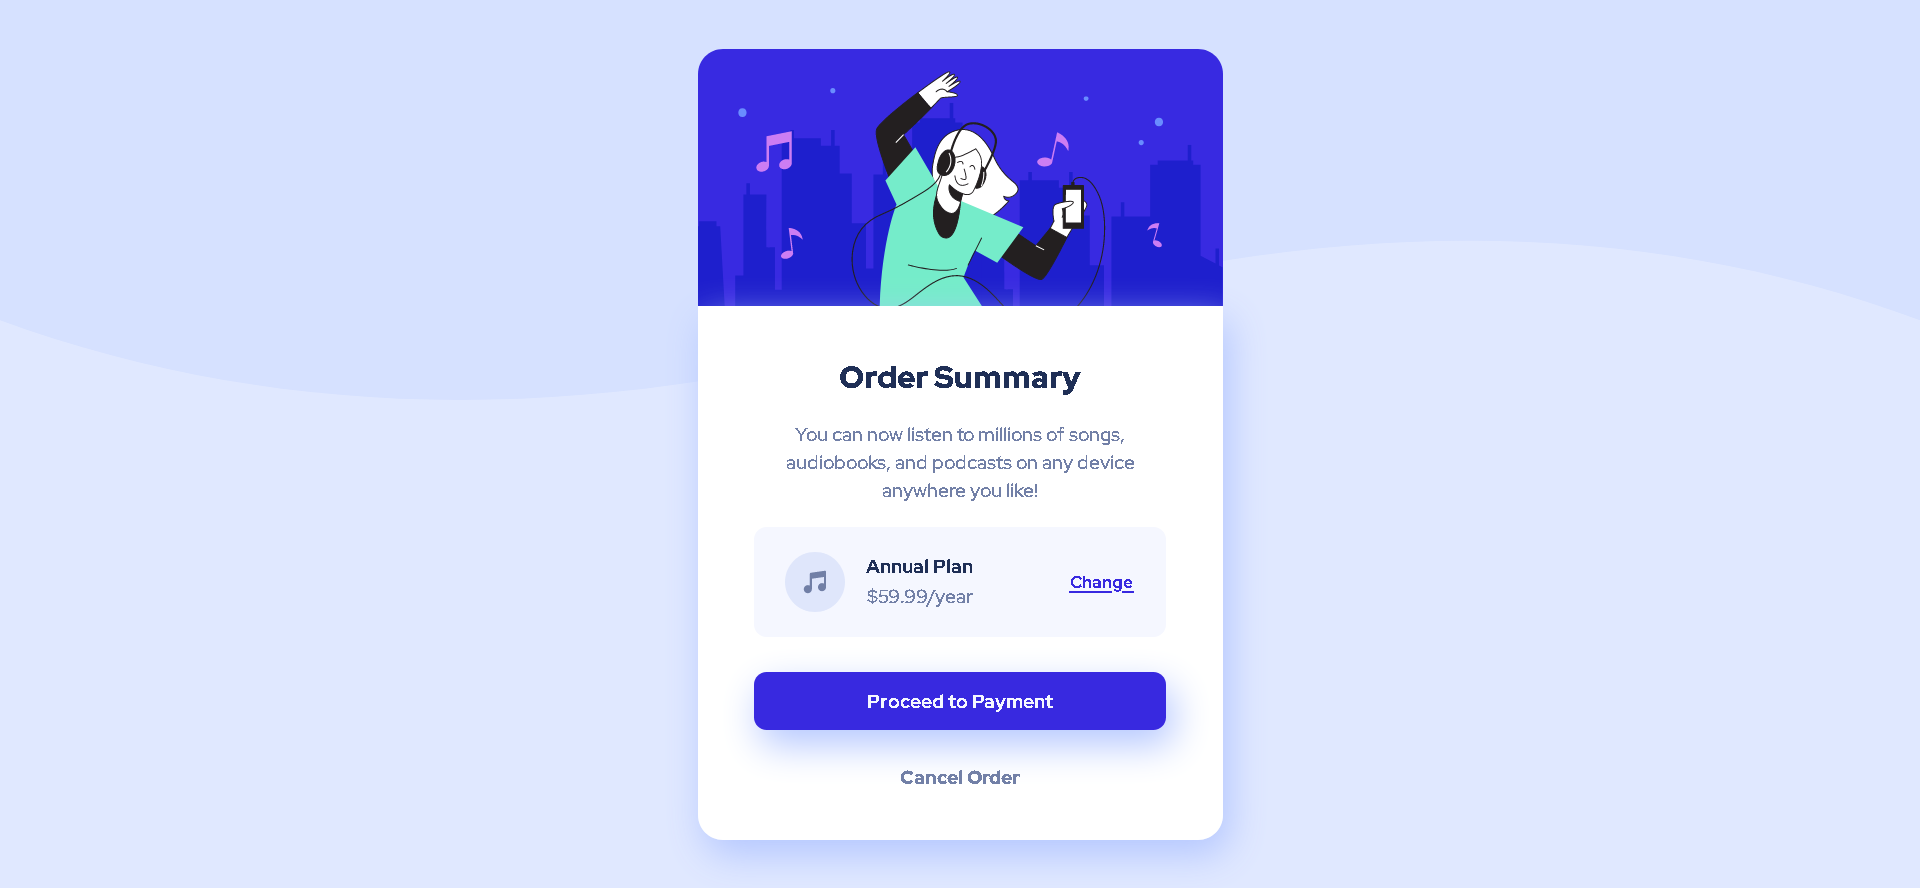 Order Summary
You can now listen to millions of songs,
audiobooks, and podcasts on any device
anywhere you like!
Annual Plan
$59.99/year
Change
Proceed to Payment
Cancel Order